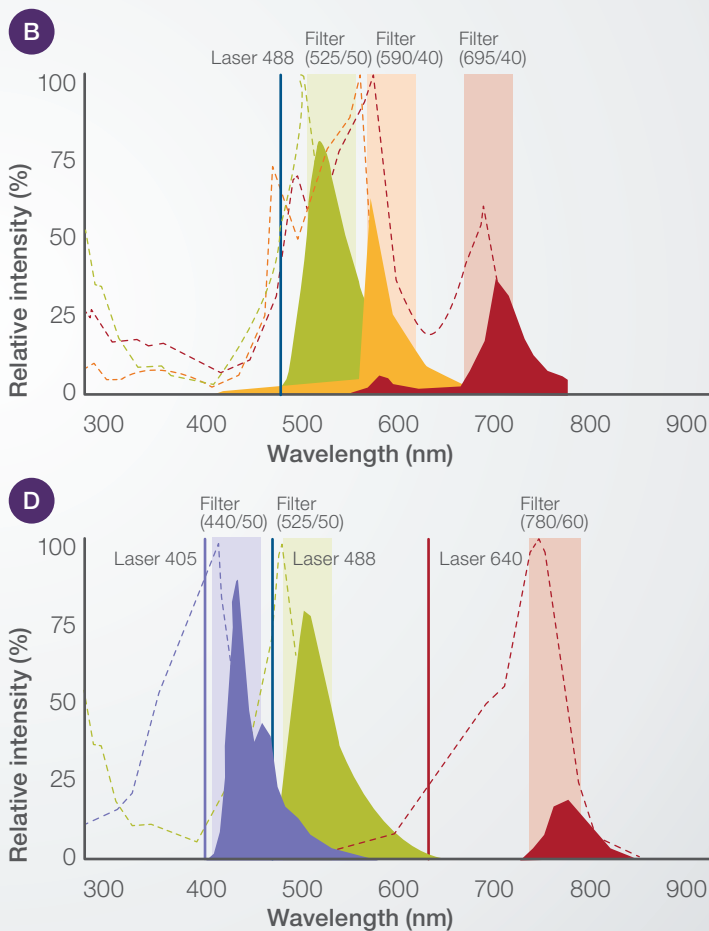 B
Filter Filter Filter
Laser 488 (525/50) (590/40) (695/40)
100
75
50
25
0
Relative intensity (%)
300 400 500 600 700 800 900
Wavelength (nm)
D
Filter Filter Filter
(440/50) (525/50) (780/60)
100
Laser 405 Laser 488 Laser 640
75
50
25
0
Relative intensity (%)
300 400 500 600 700 800 900
Wavelength (nm)